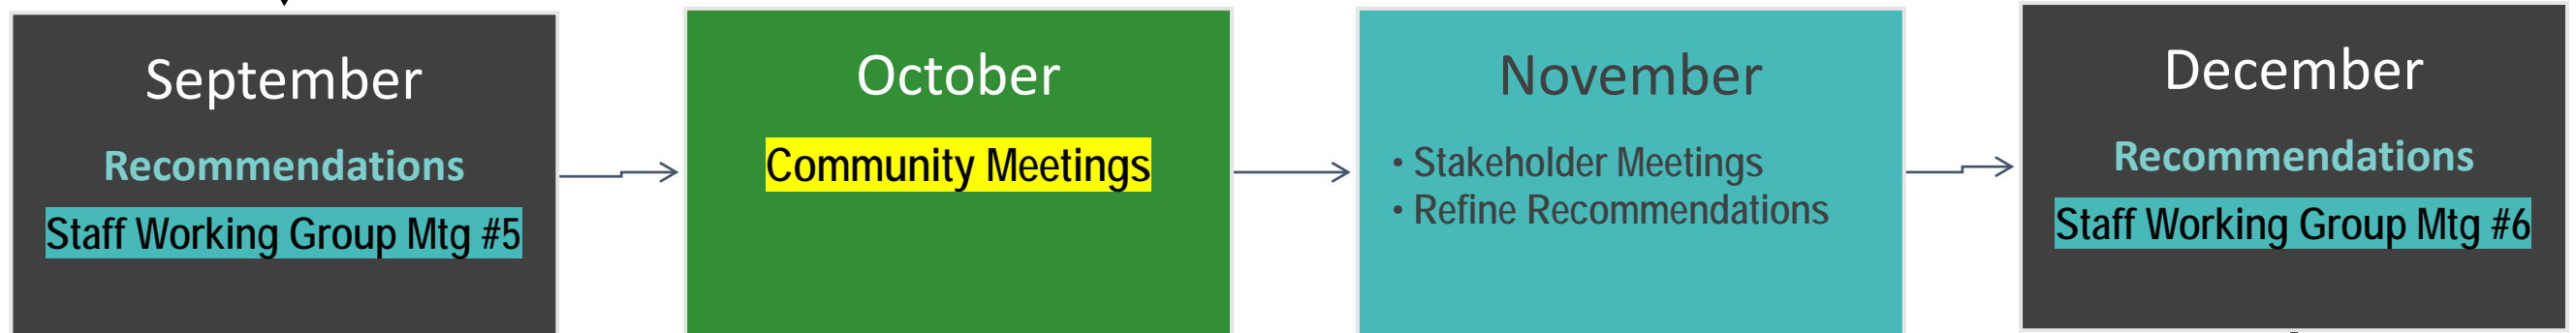 September
Recommendations
Staff Working Group Mtg #5
October
Community Meetings
November
• Stakeholder Meetings
• Refine Recommendations
December
Recommendations
Staff Working Group Mtg #6